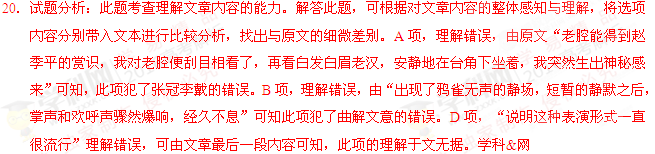 20. 试题分析：此题考查理解文章内容的能力。解答此题，可根据对文章内容的整体感知与理解，将选项
内容分别带入文本进行比较分析，找出与原文的细微差别。A 项，理解错误，由原文“老腔能得到赵
季平的赏识，我对老腔便刮目相看了，再看白发白眉老汉，安静地在台角下坐着，我突然生出神秘感
来”可知，此项犯了张冠李戴的错误。B 项，理解错误，由“出现了鸦雀无声的静场，短暂的静默之后，
掌声和欢呼声骤然爆响，经久不息”可知此项犯了曲解文意的错误。D 项，“说明这种表演形式一直
很流行”理解错误，可由文章最后一段内容可知，此项的理解于文无据。学科&网